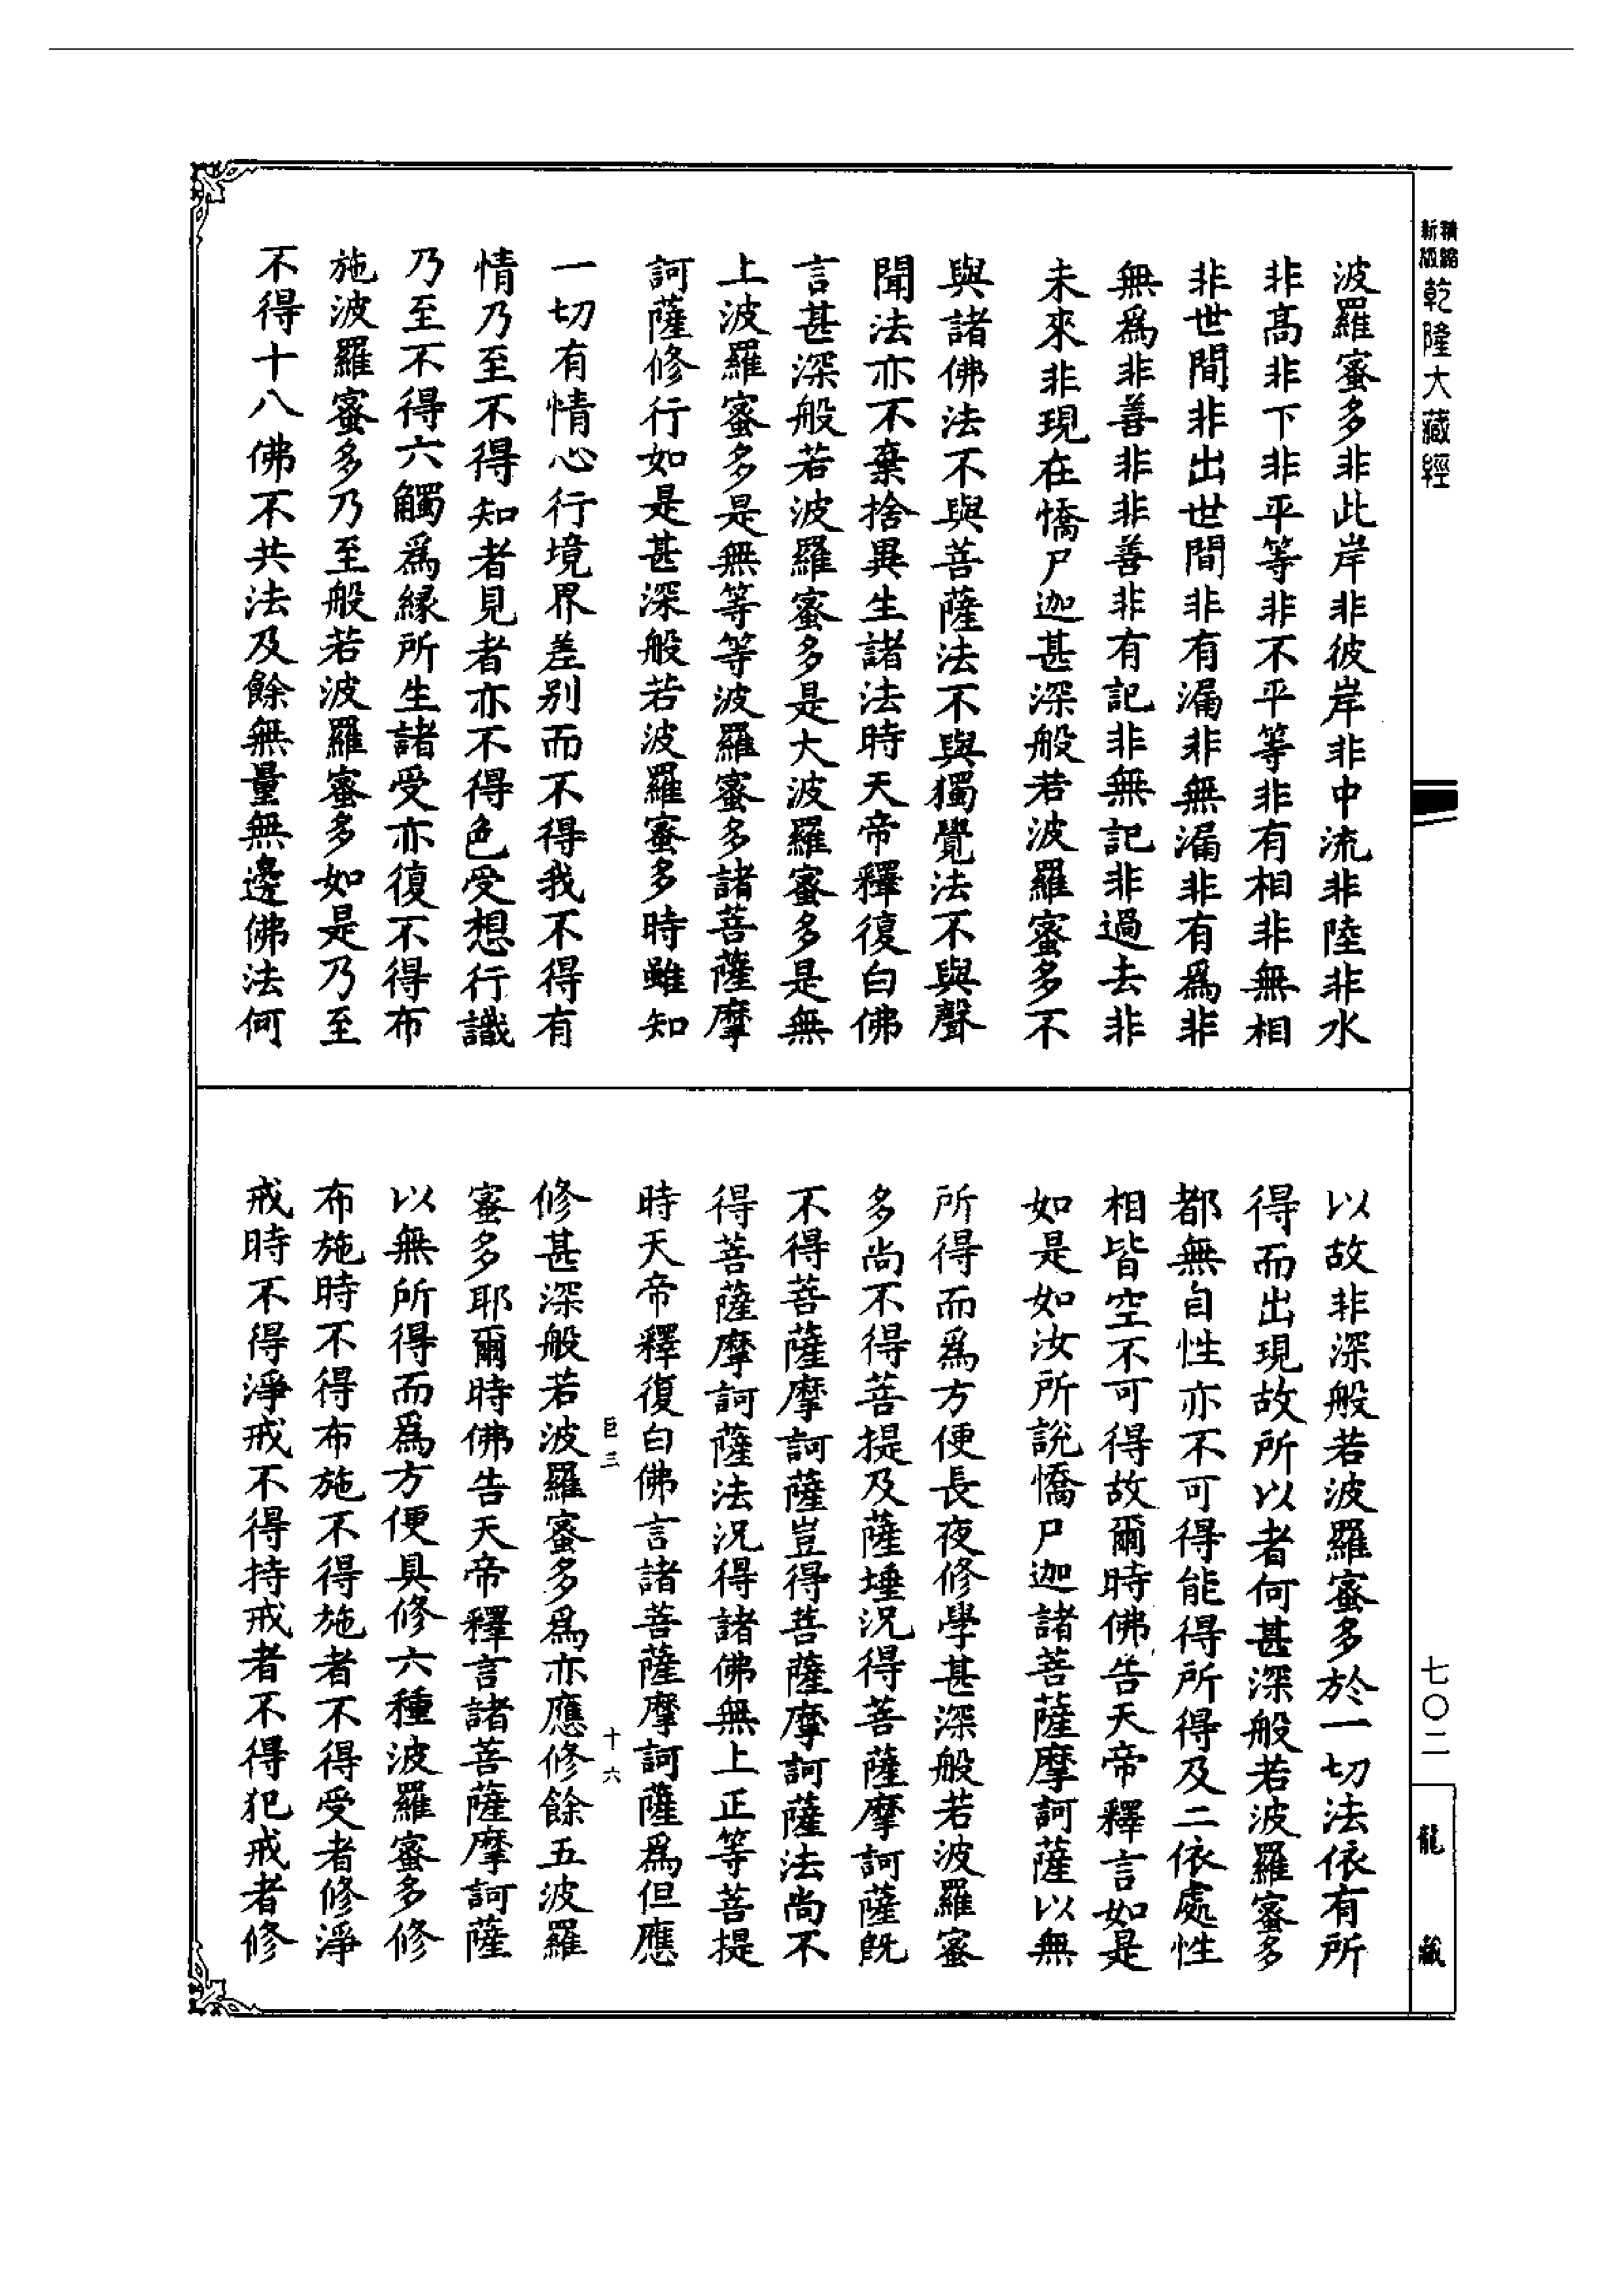 精縮
新版
乾隆大藏經
波羅蜜多非此岸非彼岸非中流非陸非水
非高非下非平等非不平等非有相非無相
非世間非出世間非有漏非無漏非有爲非
無爲非善非非善非有記非無記非過去非
未來非現在憍尸迦甚深般若波羅蜜多不
與諸佛法不與菩薩法不與獨覺法不與聲
聞法亦不棄捨異生諸法時天帝釋復白佛
言甚深般若波羅蜜多是大波羅蜜多是無
上波羅蜜多是無等等波羅蜜多諸菩薩摩
訶薩修行如是甚深般若波羅蜜多時雖知
一切有情心行境界差别而不得我不得有
情乃至不得知者見者亦不得色受想行識
乃至不得六觸爲緣所生諸受亦復不得布
施波羅蜜多乃至般若波羅蜜多如是乃至
不得十八佛不共法及餘無量無邊佛法何
以故非深般若波羅蜜多於一切法依有所
得而出現故所以者何甚深般若波羅蜜多
都無自性亦不可得能得所得及二依處性
相皆空不可得故爾時佛告天帝釋言如是
如是如汝所說憍尸迦諸菩薩摩訶薩以無
所得而爲方便長夜修學甚深般若波羅蜜
多尚不得菩提及薩埵況得菩薩摩訶薩既
不得菩薩摩訶薩豈得菩薩摩訶薩法尚不
得菩薩摩訶薩法況得諸佛無上正等菩提
時天帝釋復白佛言諸菩薩摩訶薩爲但應
巨三 十六
修甚深般若波羅蜜多爲亦應修餘五波羅
蜜多耶爾時佛告天帝釋言諸菩薩摩訶薩
以無所得而爲方便具修六種波羅蜜多修
布施時不得布施不得施者不得受者修淨
戒時不得淨戒不得持戒者不得犯戒者修
七〇二
龍藏